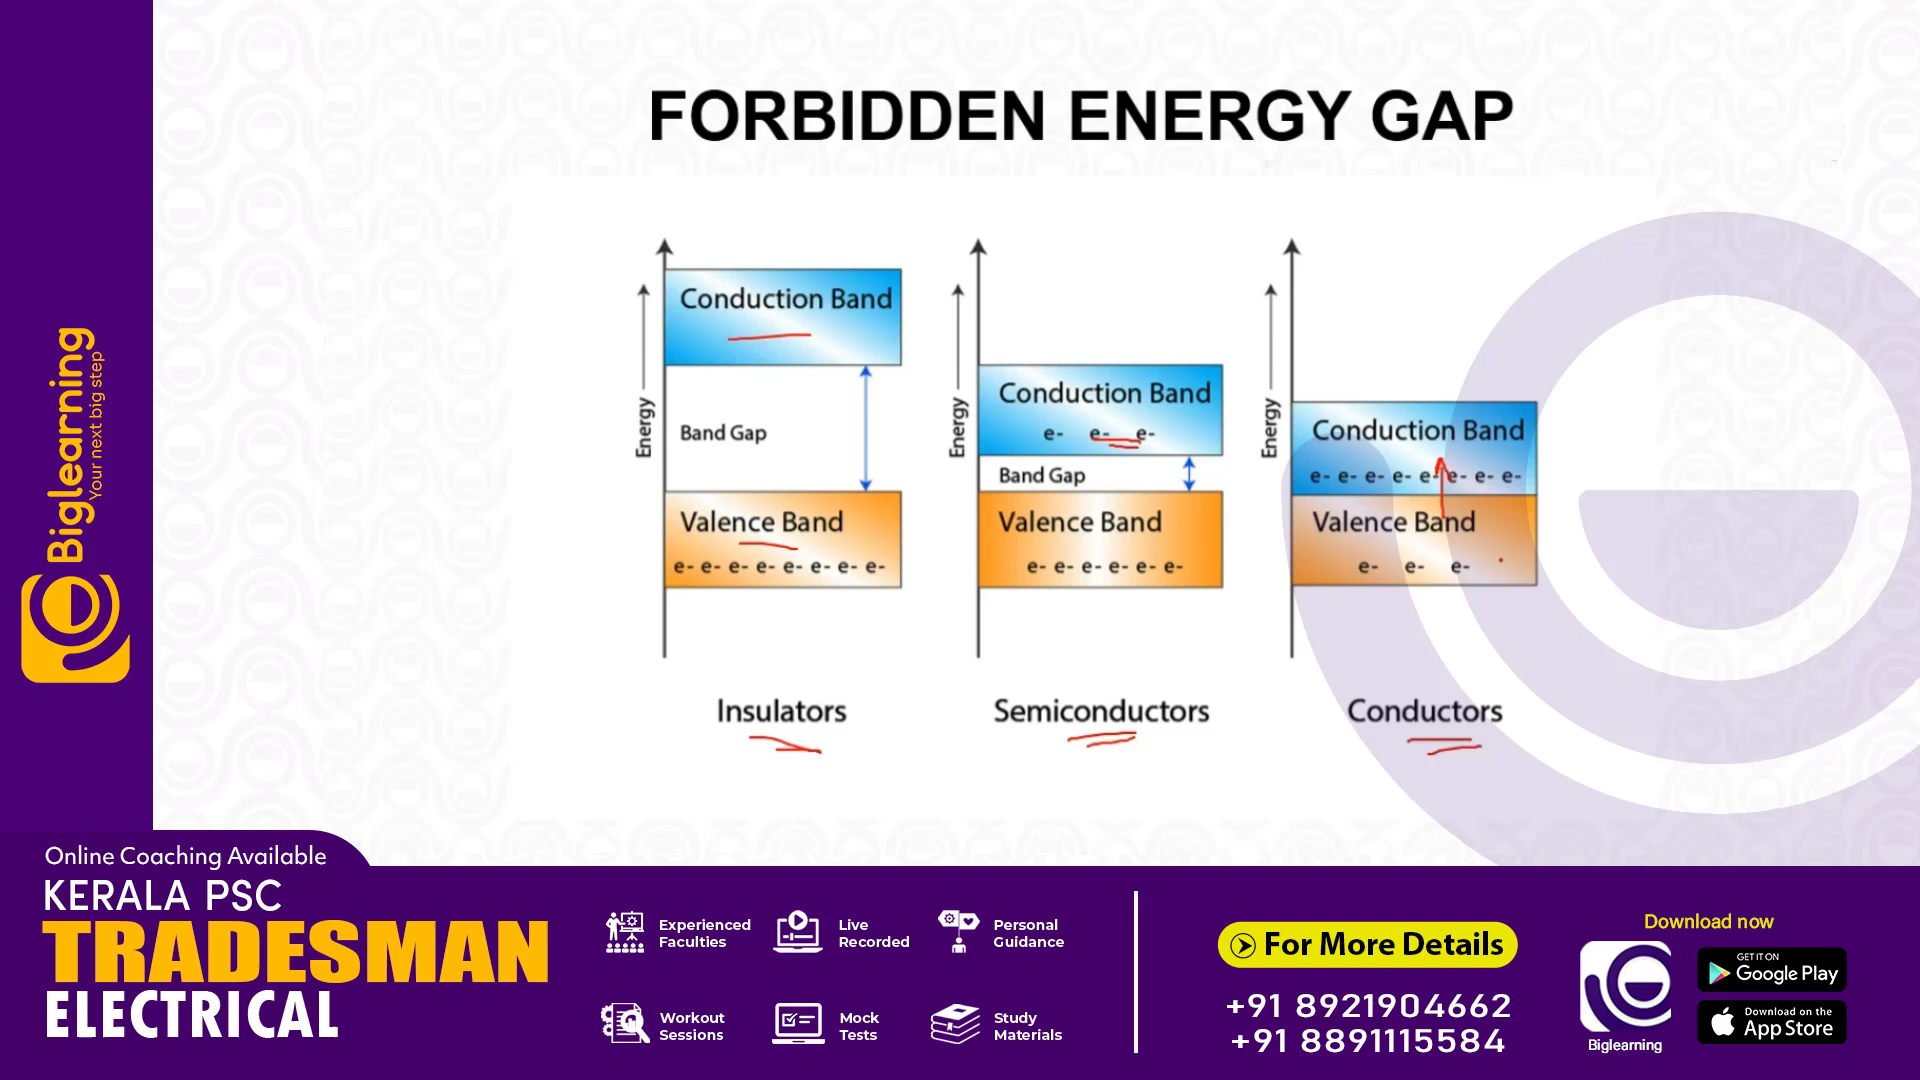 FORBIDDEN ENERGY GAP
Energy
Conduction Band
Band Gap
Valence Band
e- e- e- e- e- e- e- e-
Insulators
Energy
Conduction Band
e- e- e-
Band Gap
Valence Band
e- e- e- e- e- e-
Semiconductors
Energy
Conduction Band
e- e- e- e- e- e- e- e-
Valence Band
e- e- e-
Conductors
Biglearning
Your next big step
Online Coaching Available
KERALA PSC
TRADESMAN
ELECTRICAL
Experienced
Faculties
Live
Recorded
Personal
Guidance
Workout
Sessions
Mock
Tests
Study
Materials
For More Details
+91 8921904662
+91 8891115584
Download now
Biglearning
GET IT ON
Google Play
Download on the
App Store